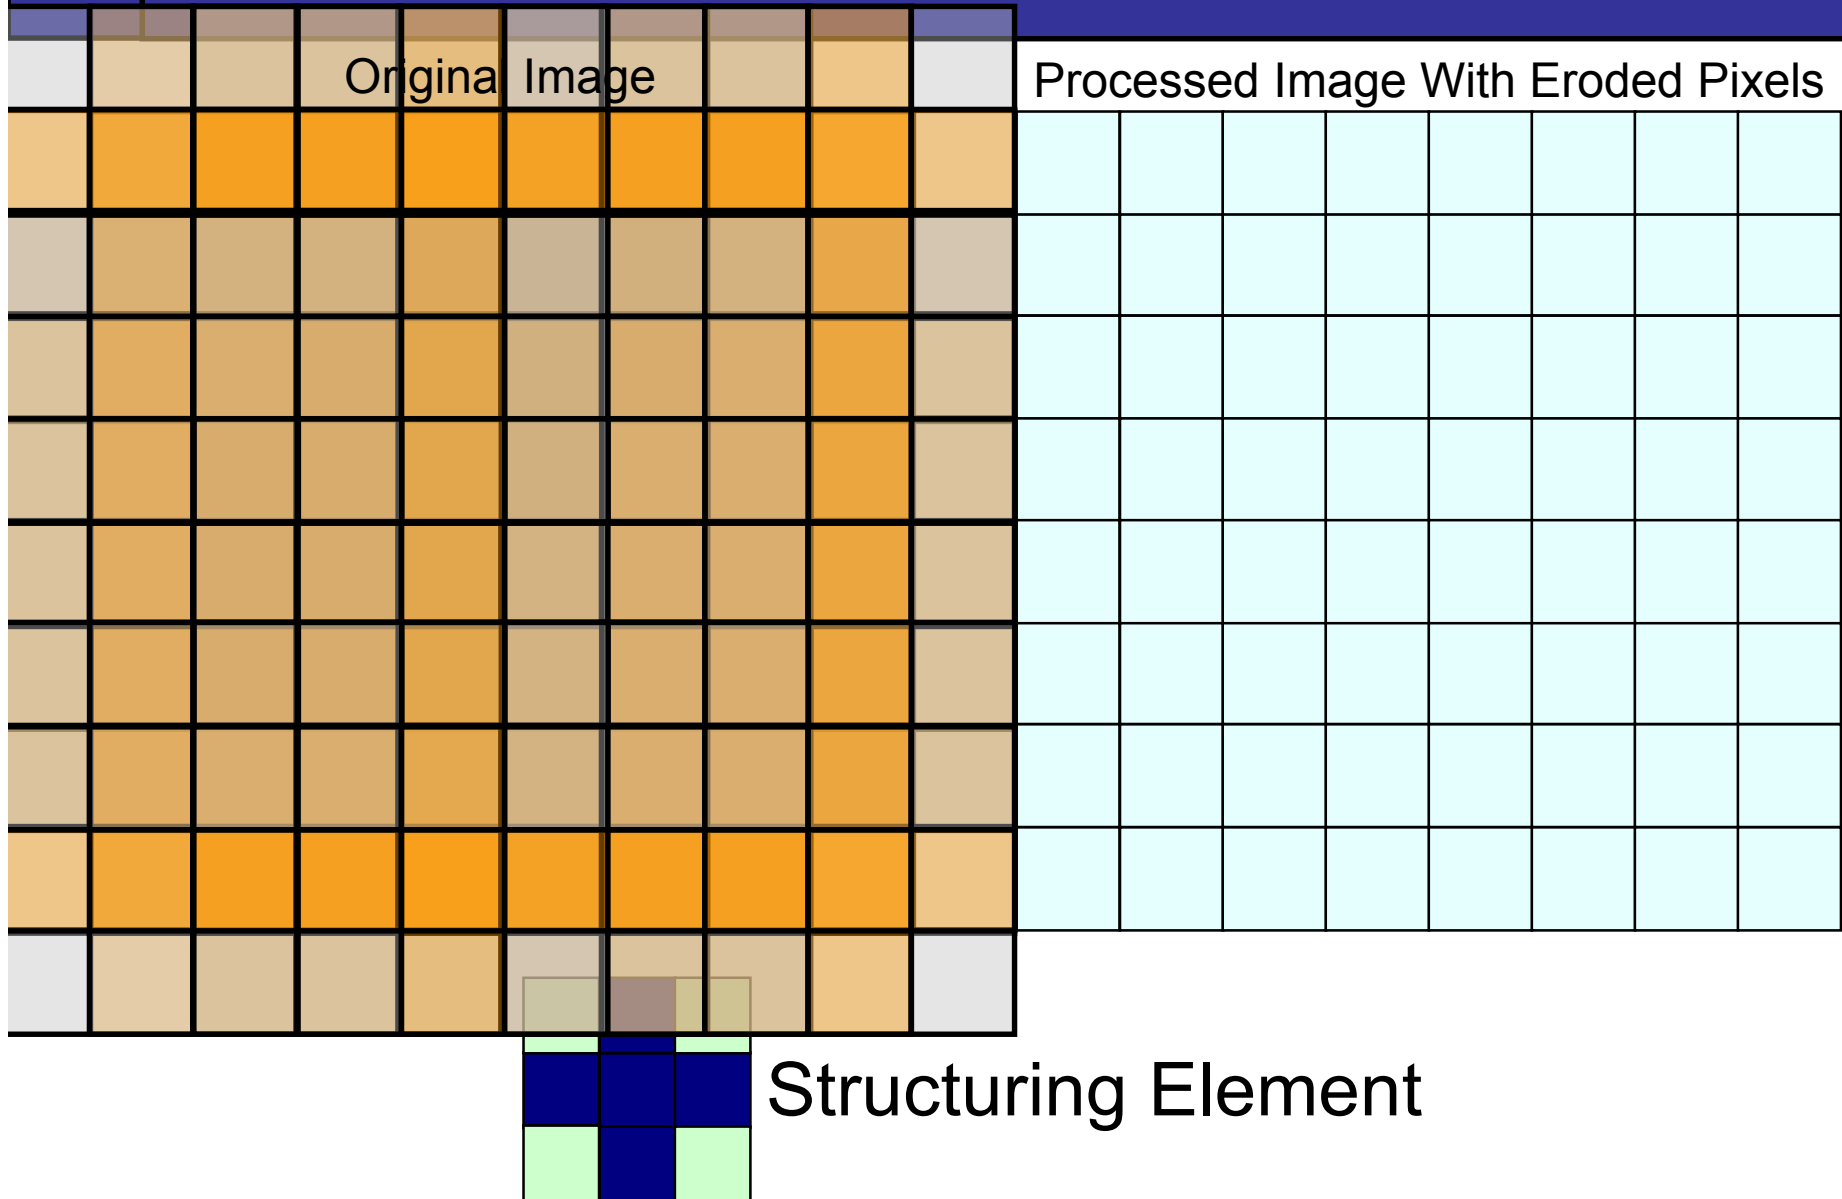 Original Image
Processed Image With Eroded Pixels
Structuring Element